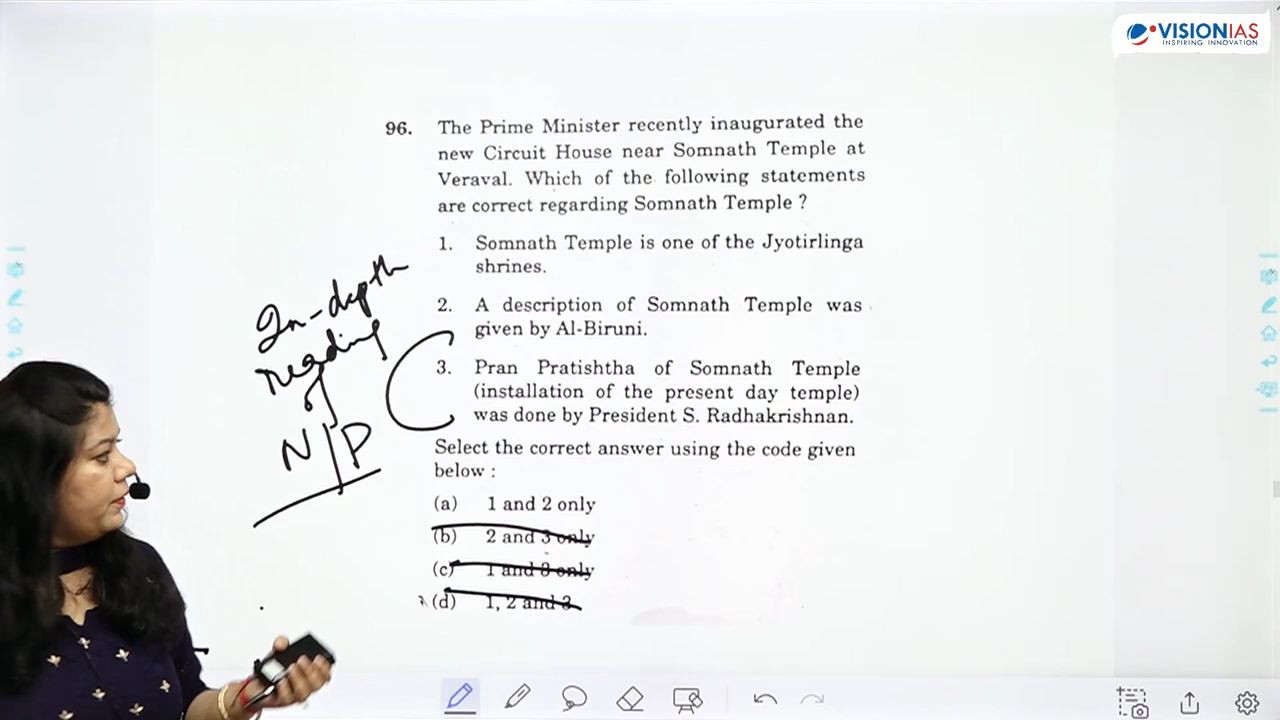 VISIONIAS
INSPIRING INNOVATION
96. The Prime Minister recently inaugurated the
new Circuit House near Somnath Temple at
Veraval. Which of the following statements
are correct regarding Somnath Temple ?
1. Somnath Temple is one of the Jyotirlinga
shrines.
2. A description of Somnath Temple was
given by Al-Biruni.
3. Pran Pratishtha of Somnath Temple
(installation of the present day temple)
was done by President S. Radhakrishnan.
Select the correct answer using the code given
below :
(a) 1 and 2 only
(b) 2 and 3 only
(c) 1 and 3 only
(d) 1, 2 and 3
In-depth
reading
of
N/P